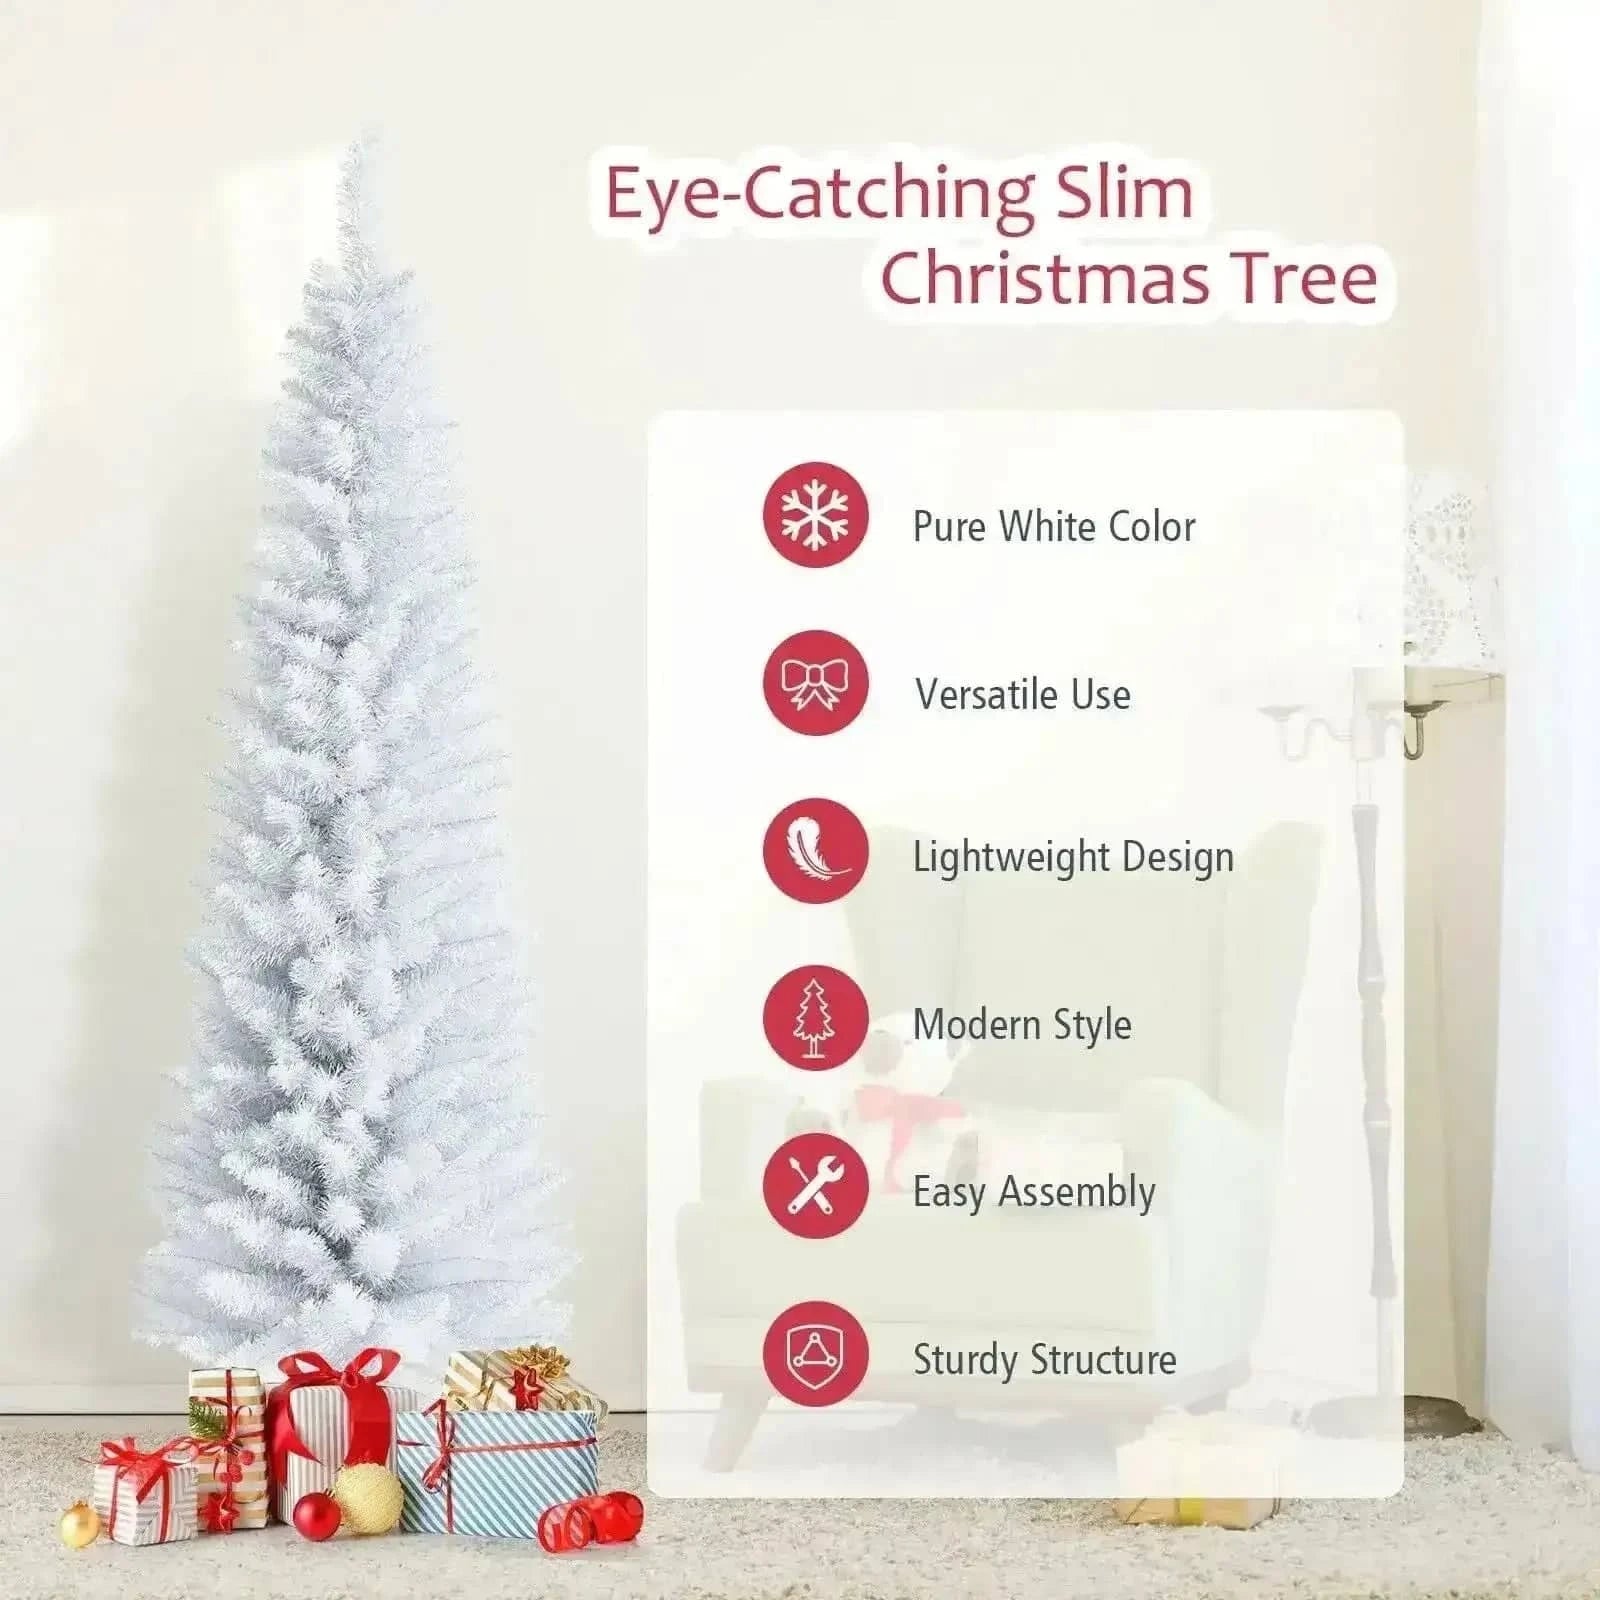 Eye-Catching Slim
Christmas Tree
Pure White Color
Versatile Use
Lightweight Design
Modern Style
Easy Assembly
Sturdy Structure